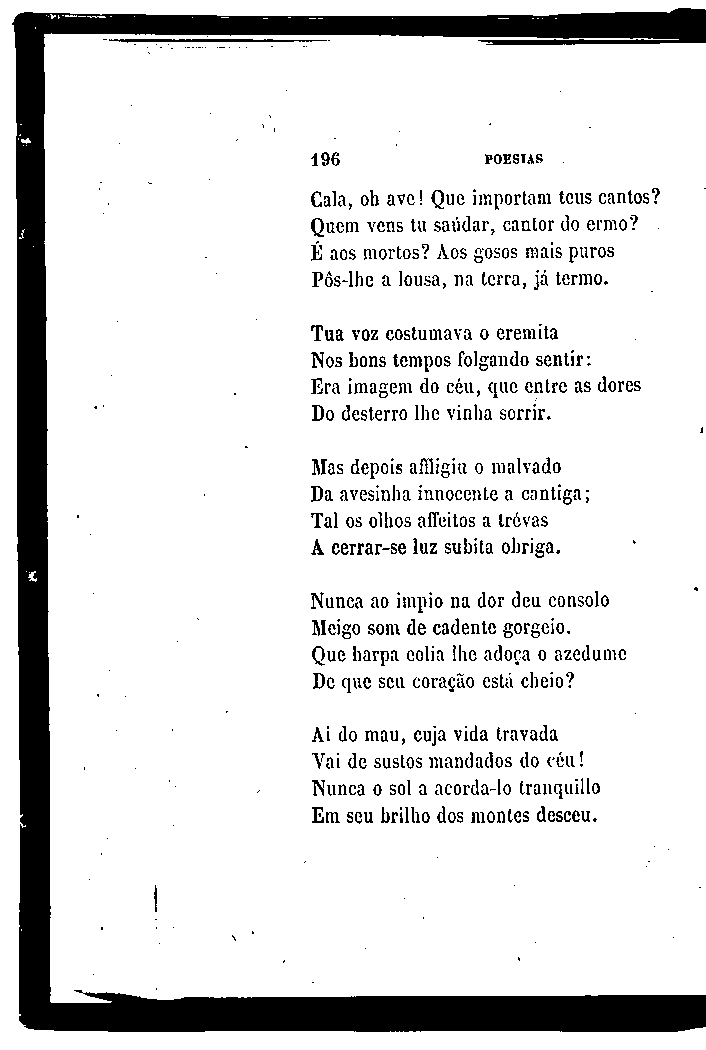 196 POESIAS
Cala, oh ave! Que importam teus cantos?
Quem vens tu saúdar, cantor do ermo?
É aos mortos? Aos gosos mais puros
Pôs-lhe a lousa, na terra, já termo.
Tua voz costumava o eremita
Nos bons tempos folgando sentir:
Era imagem do céu, que entre as dores
Do desterro lhe vinha sorrir.
Mas depois affligiu o malvado
Da avesinha innocente a cantiga;
Tal os olhos affeitos a trévas
A cerrar-se luz subita obriga.
Nunca ao impio na dor deu consolo
Meigo som de cadente gorgeio.
Que harpa eolia lhe adoça o azedume
De que seu coração está cheio?
Ai do mau, cuja vida travada
Vai de sustos mandados do céu!
Nunca o sol a acorda-lo tranquillo
Em seu brilho dos montes desceu.